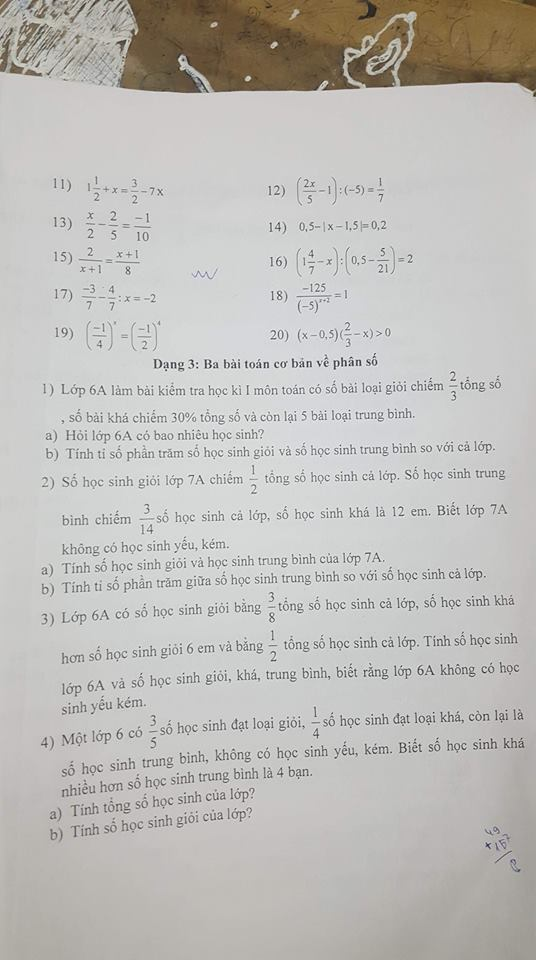 11) 1 1/2 + x = 3/2 − 7x
12) (2x/5 − 1) : (−5) = 1/7
13) x/2 − 2/5 = −1/10
14) 0,5−| x −1,5|= 0,2
15) 2/(x+1) = (x+1)/8
16) (1 4/7 − x) : (0,5 − 5/21) = 2
17) −3/7 − 4/7 : x = −2
18) −125/(−5)^(x+2) = 1
19) (−1/4)^x = (−1/2)^4
20) (x − 0,5)(2/3 − x) > 0
Dạng 3: Ba bài toán cơ bản về phân số
1) Lớp 6A làm bài kiểm tra học kì I môn toán có số bài loại giỏi chiếm 2/3 tổng số
, số bài khá chiếm 30% tổng số và còn lại 5 bài loại trung bình.
a) Hỏi lớp 6A có bao nhiêu học sinh?
b) Tính tỉ số phần trăm số học sinh giỏi và số học sinh trung bình so với cả lớp.
2) Số học sinh giỏi lớp 7A chiếm 1/2 tổng số học sinh cả lớp. Số học sinh trung
bình chiếm 3/14 số học sinh cả lớp, số học sinh khá là 12 em. Biết lớp 7A
không có học sinh yếu, kém.
a) Tính số học sinh giỏi và học sinh trung bình của lớp 7A.
b) Tính tỉ số phần trăm giữa số học sinh trung bình so với số học sinh cả lớp.
3) Lớp 6A có số học sinh giỏi bằng 3/8 tổng số học sinh cả lớp, số học sinh khá
hơn số học sinh giỏi 6 em và bằng 1/2 tổng số học sinh cả lớp. Tính số học sinh
lớp 6A và số học sinh giỏi, khá, trung bình, biết rằng lớp 6A không có học
sinh yếu kém.
4) Một lớp 6 có 3/5 số học sinh đạt loại giỏi, 1/4 số học sinh đạt loại khá, còn lại là
số học sinh trung bình, không có học sinh yếu, kém. Biết số học sinh khá
nhiều hơn số học sinh trung bình là 4 bạn.
a) Tính tổng số học sinh của lớp?
b) Tính số học sinh giỏi của lớp?
49